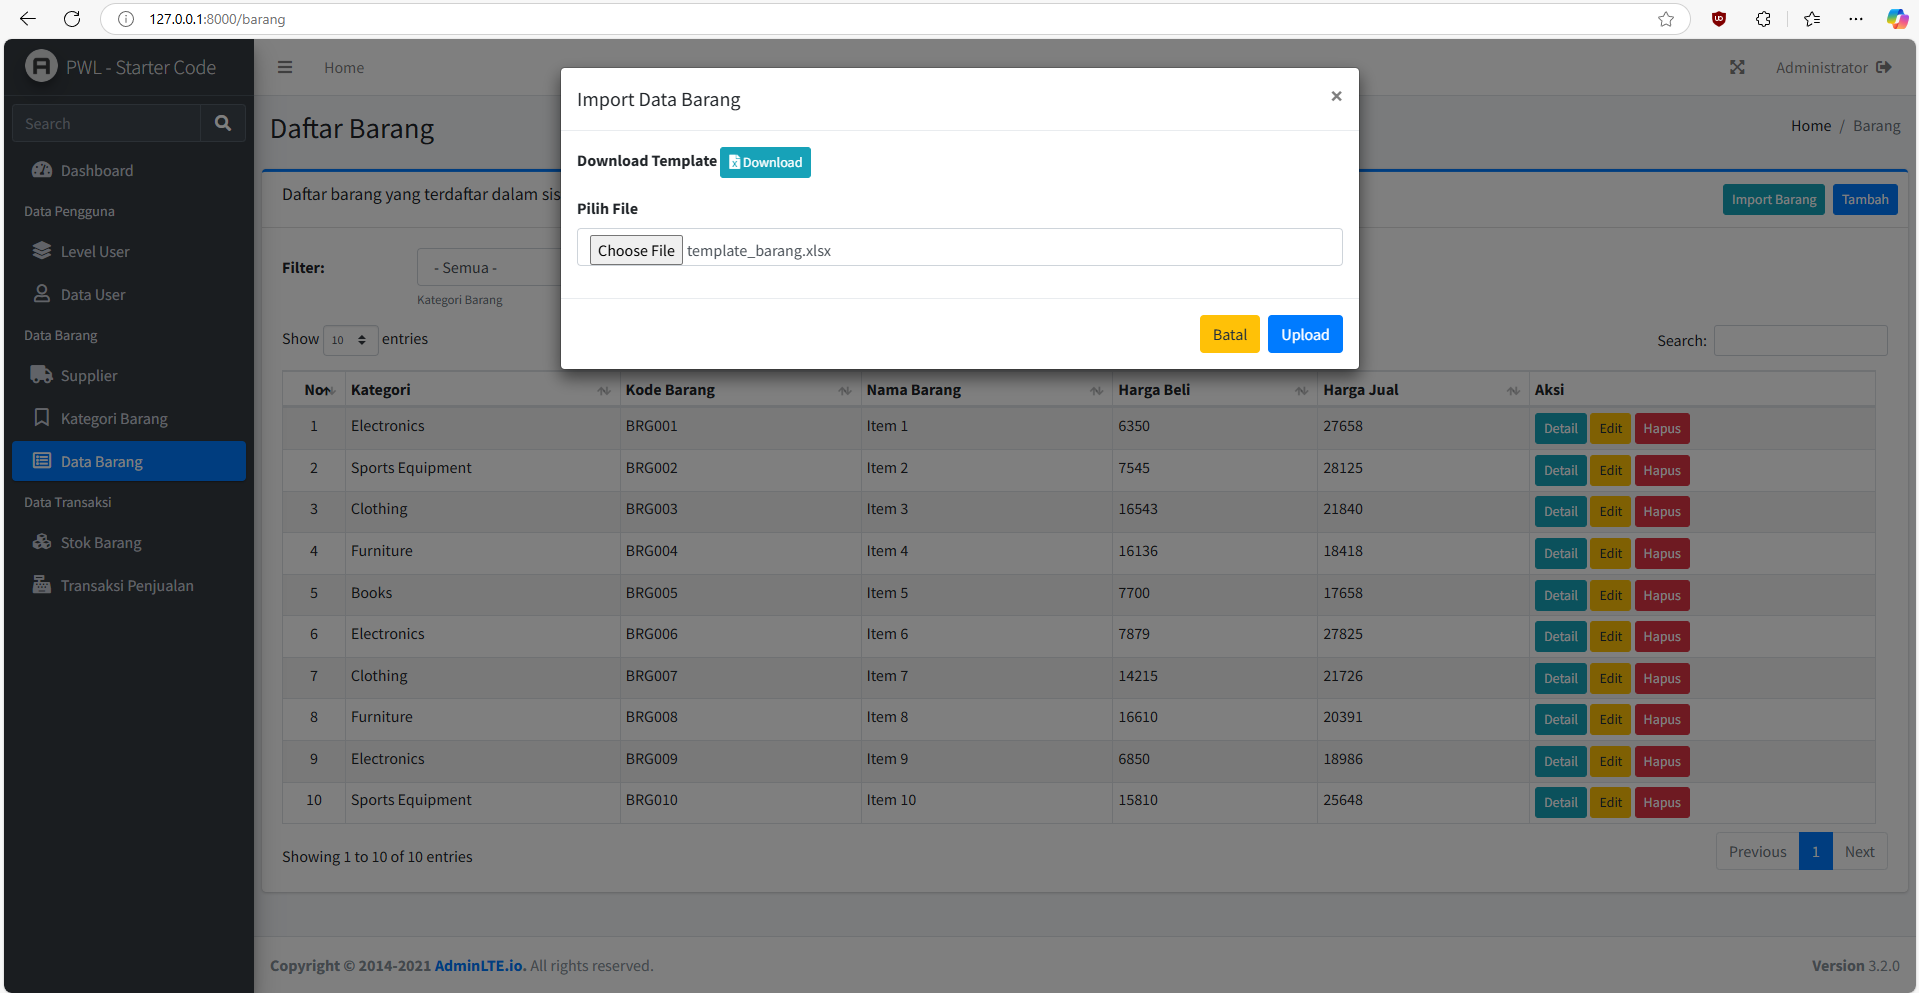 127.0.0.1:8000/barang
PWL - Starter Code
Home
Administrator
Search
Dashboard
Data Pengguna
Level User
Data User
Data Barang
Supplier
Kategori Barang
Data Barang
Data Transaksi
Stok Barang
Transaksi Penjualan
Import Data Barang ×
Download Template Download
Pilih File
Choose File template_barang.xlsx
Batal Upload
Daftar Barang
Home / Barang
Daftar barang yang terdaftar dalam sis
Import Barang Tambah
Filter: - Semua -
Kategori Barang
Show 10 entries
Search:
No Kategori Kode Barang Nama Barang Harga Beli Harga Jual Aksi
1 Electronics BRG001 Item 1 6350 27658 Detail Edit Hapus
2 Sports Equipment BRG002 Item 2 7545 28125 Detail Edit Hapus
3 Clothing BRG003 Item 3 16543 21840 Detail Edit Hapus
4 Furniture BRG004 Item 4 16136 18418 Detail Edit Hapus
5 Books BRG005 Item 5 7700 17658 Detail Edit Hapus
6 Electronics BRG006 Item 6 7879 27825 Detail Edit Hapus
7 Clothing BRG007 Item 7 14215 21726 Detail Edit Hapus
8 Furniture BRG008 Item 8 16610 20391 Detail Edit Hapus
9 Electronics BRG009 Item 9 6850 18986 Detail Edit Hapus
10 Sports Equipment BRG010 Item 10 15810 25648 Detail Edit Hapus
Showing 1 to 10 of 10 entries
Previous 1 Next
Copyright © 2014-2021 AdminLTE.io. All rights reserved.
Version 3.2.0